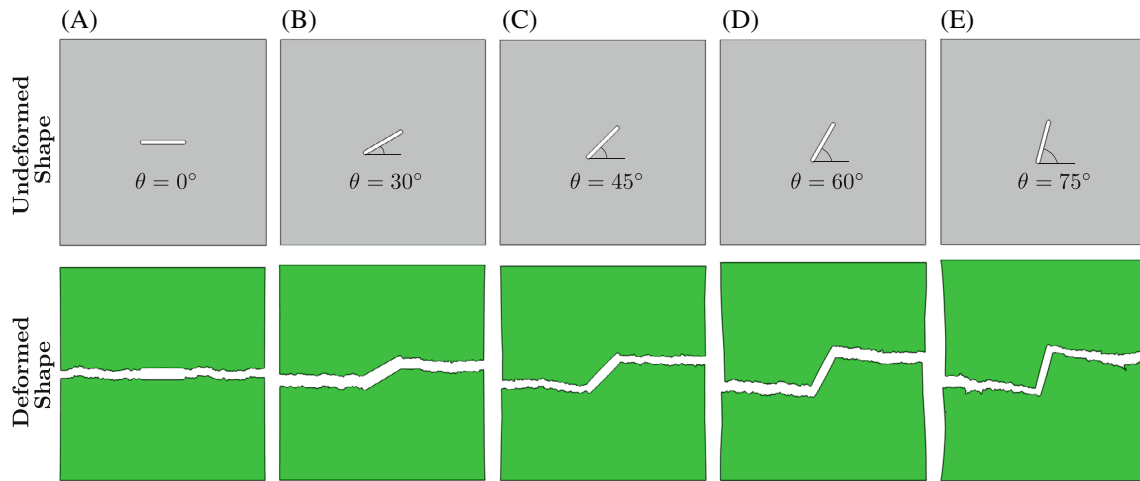 (A) (B) (C) (D) (E)
Undeformed
Shape
θ = 0° θ = 30° θ = 45° θ = 60° θ = 75°
Deformed
Shape